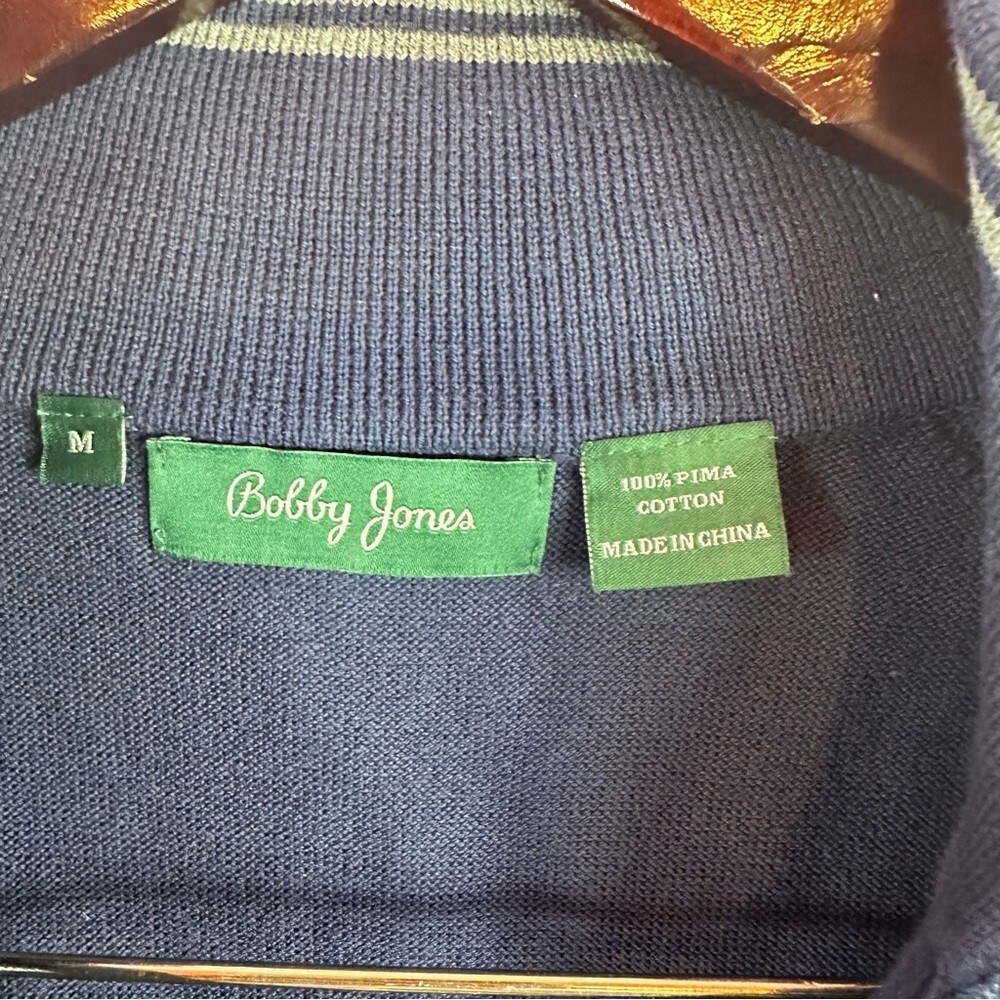 M
Bobby Jones
100% PIMA
COTTON
MADE IN CHINA